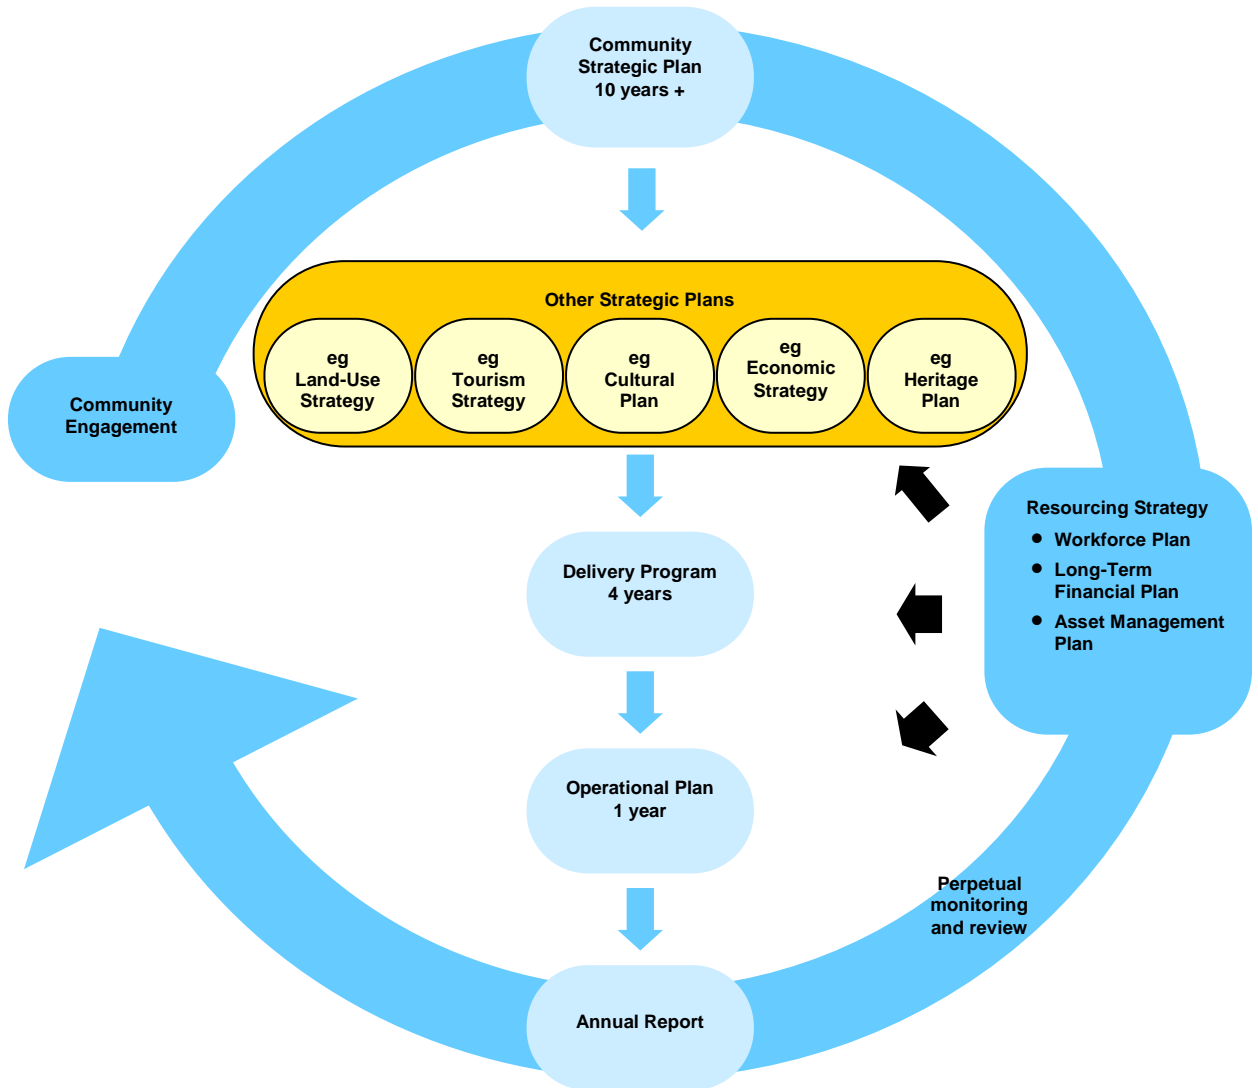 Community
Strategic Plan
10 years +
Other Strategic Plans
eg
Land-Use
Strategy
eg
Tourism
Strategy
eg
Cultural
Plan
eg
Economic
Strategy
eg
Heritage
Plan
Community
Engagement
Resourcing Strategy
● Workforce Plan
● Long-Term
Financial Plan
● Asset Management
Plan
Delivery Program
4 years
Operational Plan
1 year
Perpetual
monitoring
and review
Annual Report